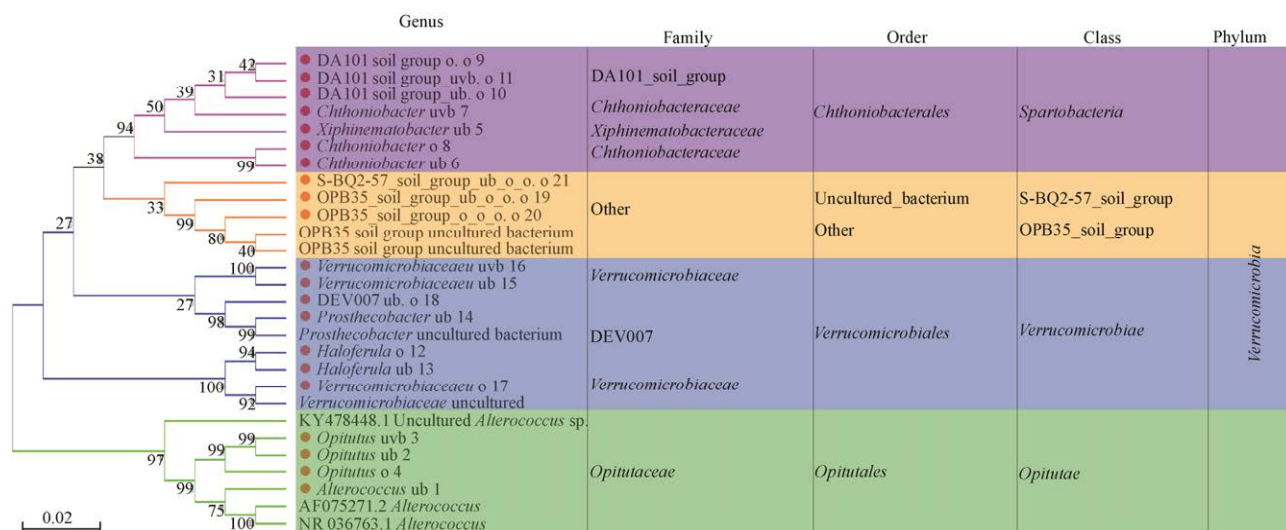 Genus
Family
Order
Class
Phylum
DA101 soil group o. o 9
DA101 soil group_uvb. o 11
DA101 soil group_ub. o 10
Chthoniobacter uvb 7
Xiphinematobacter ub 5
Chthoniobacter o 8
Chthoniobacter ub 6
S-BQ2-57_soil_group_ub_o_o. o 21
OPB35_soil_group_ub_o_o. o 19
OPB35_soil_group_o_o_o. o 20
OPB35 soil group uncultured bacterium
OPB35 soil group uncultured bacterium
Verrucomicrobiaceaeu uvb 16
Verrucomicrobiaceaeu ub 15
DEV007 ub. o 18
Prosthecobacter ub 14
Prosthecobacter uncultured bacterium
Haloferula o 12
Haloferula ub 13
Verrucomicrobiaceaeu o 17
Verrucomicrobiaceae uncultured
KY478448.1 Uncultured Alterococcus sp.
Opitutus uvb 3
Opitutus ub 2
Opitutus o 4
Alterococcus ub 1
AF075271.2 Alterococcus
NR 036763.1 Alterococcus
DA101_soil_group
Chthoniobacteraceae
Xiphinematobacteraceae
Chthoniobacteraceae
Other
Verrucomicrobiaceae
DEV007
Verrucomicrobiaceae
Opitutaceae
Chthoniobacterales
Uncultured_bacterium
Other
Verrucomicrobiales
Opitutales
Spartobacteria
S-BQ2-57_soil_group
OPB35_soil_group
Verrucomicrobiae
Opitutae
Verrucomicrobia
42
31
39
50
94
99
38
33
99
80
40
27
100
27
98
99
94
100
92
99
99
97
99
75
100
0.02